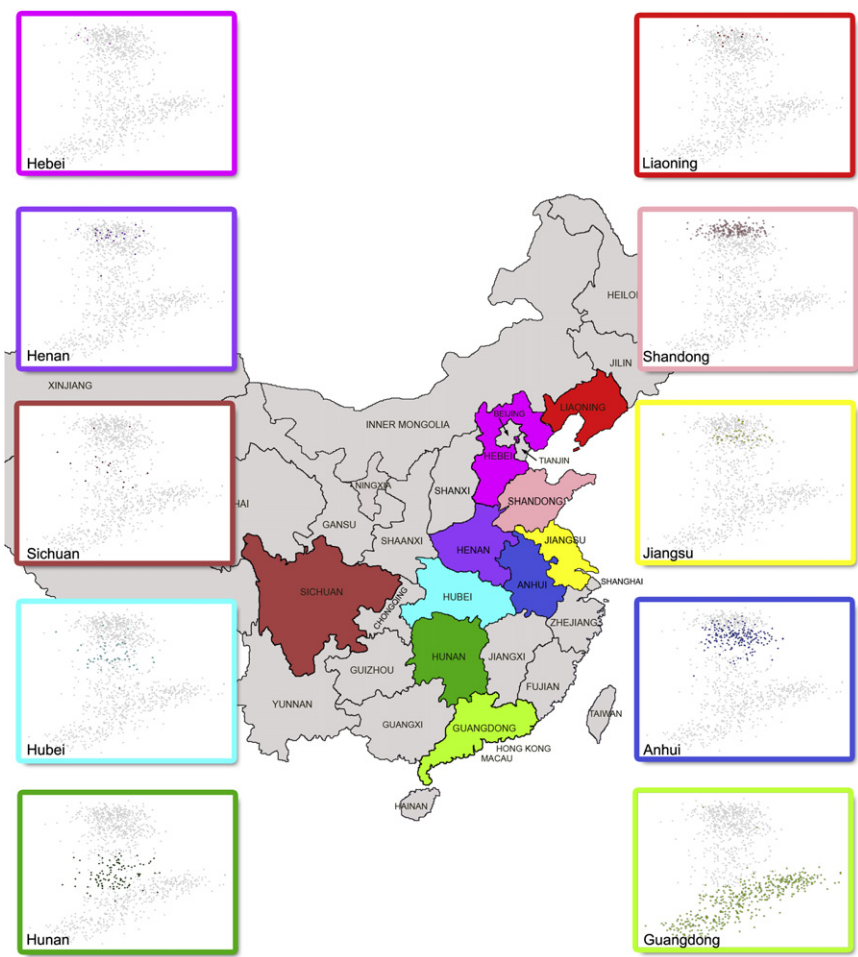 Hebei
Liaoning
Henan
Shandong
Sichuan
Jiangsu
Hubei
Anhui
Hunan
Guangdong
HEILO
JILIN
XINJIANG
LIAONING
BEIJING
INNER MONGOLIA
HEBEI
TIANJIN
NINGXIA
SHANXI
SHANDONG
HAI
GANSU
SHAANXI
HENAN
JIANGSU
SHANGHAI
ANHUI
SICHUAN
CHONGQING
HUBEI
ZHEJIANG
HUNAN
JIANGXI
GUIZHOU
FUJIAN
YUNNAN
TAIWAN
GUANGXI
GUANGDONG
HONG KONG
MACAU
HAINAN